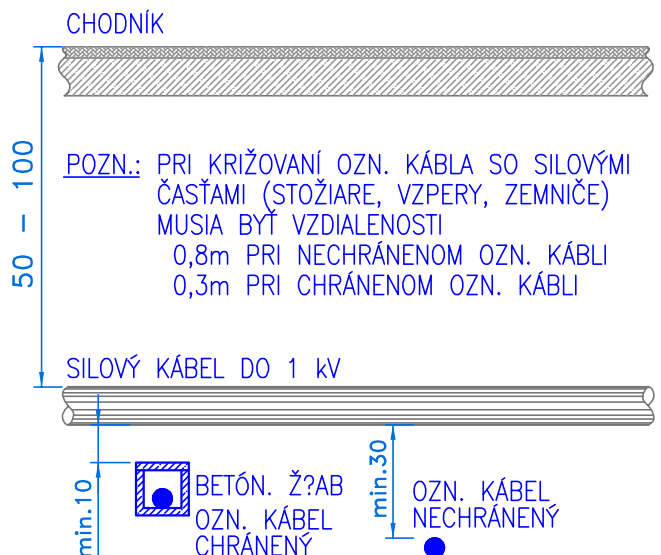 CHODNÍK
50 – 100
POZN.: PRI KRIŽOVANÍ OZN. KÁBLA SO SILOVÝMI
ČASŤAMI (STOŽIARE, VZPERY, ZEMNIČE)
MUSIA BYŤ VZDIALENOSTI
0,8m PRI NECHRÁNENOM OZN. KÁBLI
0,3m PRI CHRÁNENOM OZN. KÁBLI
SILOVÝ KÁBEL DO 1 kV
min.10
BETÓN. Ž?AB
OZN. KÁBEL
CHRÁNENÝ
min.30
OZN. KÁBEL
NECHRÁNENÝ